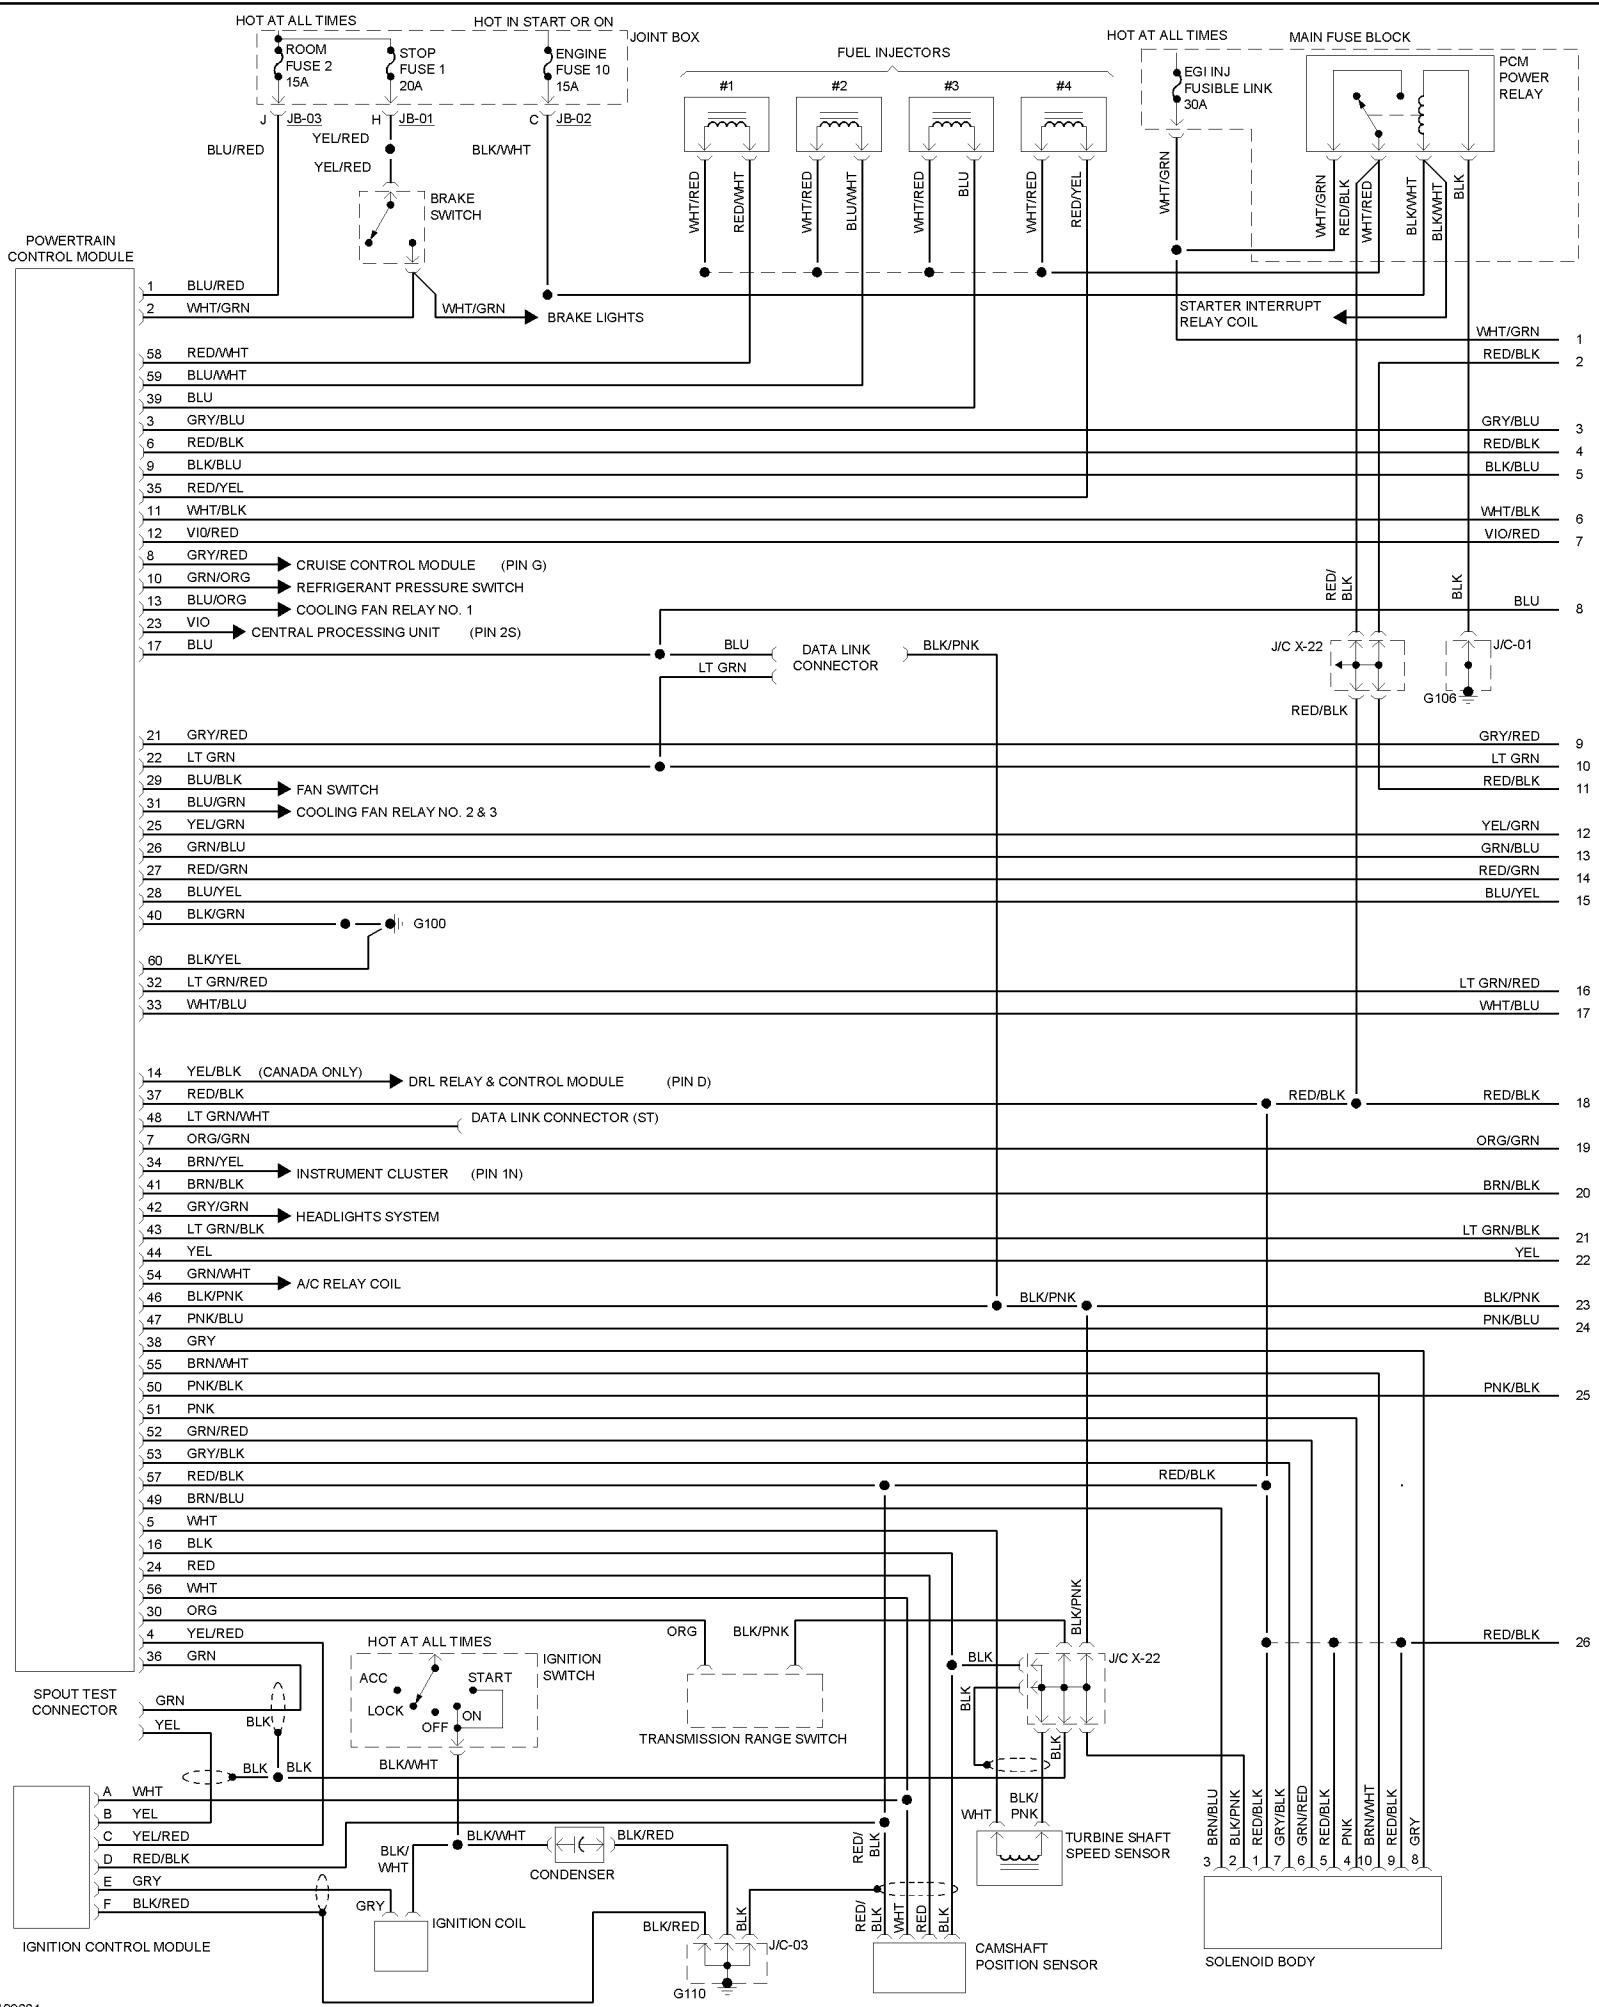 HOT AT ALL TIMES
HOT IN START OR ON
JOINT BOX
ROOM
FUSE 2
15A
STOP
FUSE 1
20A
ENGINE
FUSE 10
15A
J JB-03
H JB-01
C JB-02
BLU/RED
YEL/RED
YEL/RED
BLK/WHT
BRAKE
SWITCH
FUEL INJECTORS
#1 #2 #3 #4
WHT/RED
RED/WHT
WHT/RED
BLU/WHT
WHT/RED
BLU
WHT/RED
RED/YEL
HOT AT ALL TIMES
MAIN FUSE BLOCK
EGI INJ
FUSIBLE LINK
30A
PCM
POWER
RELAY
WHT/GRN
WHT/GRN
RED/BLK
WHT/RED
BLK/WHT
BLK/WHT
BLK
POWERTRAIN
CONTROL MODULE
1 BLU/RED
2 WHT/GRN
WHT/GRN
BRAKE LIGHTS
STARTER INTERRUPT
RELAY COIL
WHT/GRN 1
58 RED/WHT
RED/BLK 2
59 BLU/WHT
39 BLU
3 GRY/BLU
GRY/BLU 3
6 RED/BLK
RED/BLK 4
9 BLK/BLU
BLK/BLU 5
35 RED/YEL
11 WHT/BLK
WHT/BLK 6
12 VI0/RED
VIO/RED 7
8 GRY/RED
CRUISE CONTROL MODULE (PIN G)
10 GRN/ORG
REFRIGERANT PRESSURE SWITCH
13 BLU/ORG
COOLING FAN RELAY NO. 1
RED/
BLK
BLK
BLU 8
23 VIO
CENTRAL PROCESSING UNIT (PIN 2S)
17 BLU
BLU
LT GRN
DATA LINK
CONNECTOR
BLK/PNK
J/C X-22
J/C-01
G106
RED/BLK
21 GRY/RED
GRY/RED 9
22 LT GRN
LT GRN 10
29 BLU/BLK
FAN SWITCH
RED/BLK 11
31 BLU/GRN
COOLING FAN RELAY NO. 2 & 3
25 YEL/GRN
YEL/GRN 12
26 GRN/BLU
GRN/BLU 13
27 RED/GRN
RED/GRN 14
28 BLU/YEL
BLU/YEL 15
40 BLK/GRN
G100
60 BLK/YEL
32 LT GRN/RED
LT GRN/RED 16
33 WHT/BLU
WHT/BLU 17
14 YEL/BLK (CANADA ONLY)
DRL RELAY & CONTROL MODULE (PIN D)
37 RED/BLK
RED/BLK
RED/BLK 18
48 LT GRN/WHT
DATA LINK CONNECTOR (ST)
7 ORG/GRN
ORG/GRN 19
34 BRN/YEL
INSTRUMENT CLUSTER (PIN 1N)
41 BRN/BLK
BRN/BLK 20
42 GRY/GRN
HEADLIGHTS SYSTEM
43 LT GRN/BLK
LT GRN/BLK 21
44 YEL
YEL 22
54 GRN/WHT
A/C RELAY COIL
46 BLK/PNK
BLK/PNK
BLK/PNK 23
47 PNK/BLU
PNK/BLU 24
38 GRY
55 BRN/WHT
50 PNK/BLK
PNK/BLK 25
51 PNK
52 GRN/RED
53 GRY/BLK
57 RED/BLK
RED/BLK
49 BRN/BLU
5 WHT
16 BLK
24 RED
56 WHT
30 ORG
4 YEL/RED
36 GRN
HOT AT ALL TIMES
IGNITION
SWITCH
ACC
START
LOCK
OFF
ON
ORG
BLK/PNK
BLK/PNK
TRANSMISSION RANGE SWITCH
BLK
BLK
J/C X-22
BLK
RED/BLK 26
SPOUT TEST
CONNECTOR
GRN
YEL
BLK
BLK BLK
BLK/WHT
A WHT
B YEL
C YEL/RED
D RED/BLK
E GRY
F BLK/RED
IGNITION CONTROL MODULE
BLK/
WHT
BLK/WHT
CONDENSER
BLK/RED
GRY
IGNITION COIL
BLK/RED
BLK
J/C-03
G110
RED/
BLK
RED/
BLK
WHT
RED
BLK
CAMSHAFT
POSITION SENSOR
WHT
BLK/
PNK
TURBINE SHAFT
SPEED SENSOR
BRN/BLU
BLK/PNK
RED/BLK
GRY/BLK
GRN/RED
RED/BLK
PNK
BRN/WHT
RED/BLK
GRY
3 2 1 7 6 5 4 10 9 8
SOLENOID BODY